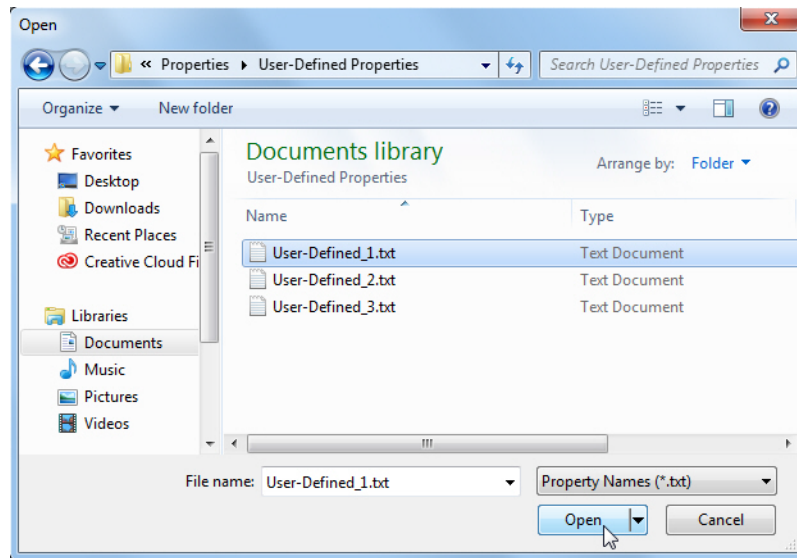 Open
« Properties ▸ User-Defined Properties
Search User-Defined Properties
Organize New folder
Favorites
Desktop
Downloads
Recent Places
Creative Cloud Fi
Libraries
Documents
Music
Pictures
Videos
Documents library
User-Defined Properties
Arrange by: Folder
Name Type
User-Defined_1.txt Text Document
User-Defined_2.txt Text Document
User-Defined_3.txt Text Document
File name: User-Defined_1.txt Property Names (*.txt)
Open Cancel